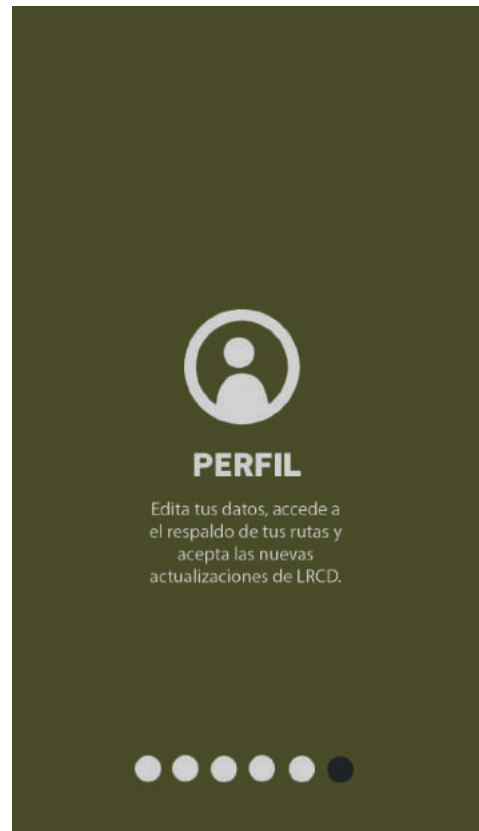 PERFIL
Edita tus datos, accede a
el respaldo de tus rutas y
acepta las nuevas
actualizaciones de LRCD.